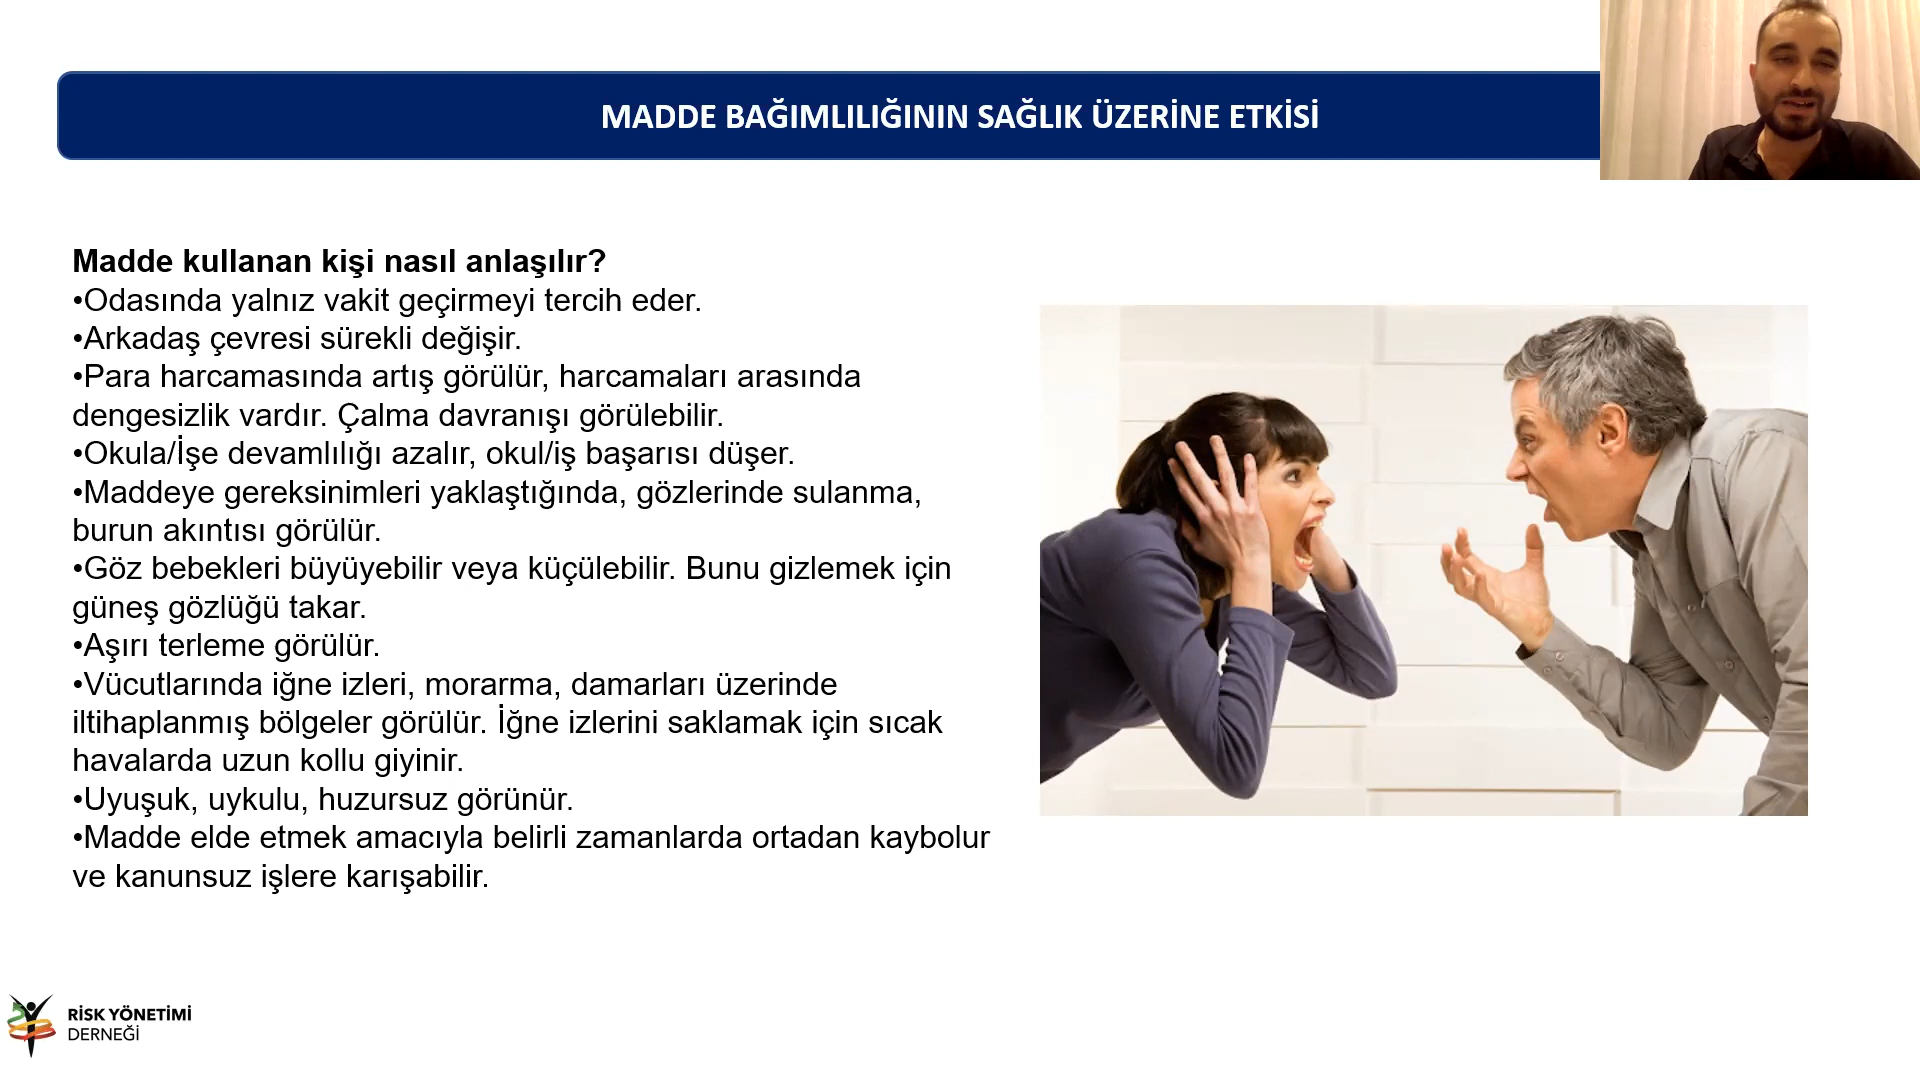 MADDE BAĞIMLILIĞININ SAĞLIK ÜZERİNE ETKİSİ
Madde kullanan kişi nasıl anlaşılır?
•Odasında yalnız vakit geçirmeyi tercih eder.
•Arkadaş çevresi sürekli değişir.
•Para harcamasında artış görülür, harcamaları arasında
dengesizlik vardır. Çalma davranışı görülebilir.
•Okula/İşe devamlılığı azalır, okul/iş başarısı düşer.
•Maddeye gereksinimleri yaklaştığında, gözlerinde sulanma,
burun akıntısı görülür.
•Göz bebekleri büyüyebilir veya küçülebilir. Bunu gizlemek için
güneş gözlüğü takar.
•Aşırı terleme görülür.
•Vücutlarında iğne izleri, morarma, damarları üzerinde
iltihaplanmış bölgeler görülür. İğne izlerini saklamak için sıcak
havalarda uzun kollu giyinir.
•Uyuşuk, uykulu, huzursuz görünür.
•Madde elde etmek amacıyla belirli zamanlarda ortadan kaybolur
ve kanunsuz işlere karışabilir.
RİSK YÖNETİMİ
DERNEĞİ